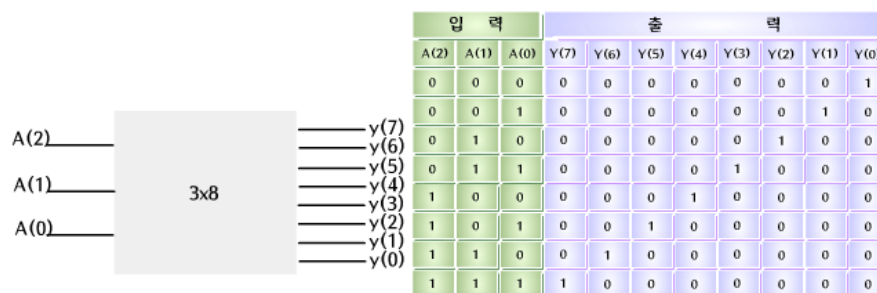 A(2)
A(1)
A(0)
3x8
y(7)
y(6)
y(5)
y(4)
y(3)
y(2)
y(1)
y(0)
입 력 출 력
A(2) A(1) A(0) Y(7) Y(6) Y(5) Y(4) Y(3) Y(2) Y(1) Y(0
0 0 0 0 0 0 0 0 0 0 1
0 0 1 0 0 0 0 0 0 1 0
0 1 0 0 0 0 0 0 1 0 0
0 1 1 0 0 0 0 1 0 0 0
1 0 0 0 0 0 1 0 0 0 0
1 0 1 0 0 1 0 0 0 0 0
1 1 0 0 1 0 0 0 0 0 0
1 1 1 1 0 0 0 0 0 0 0